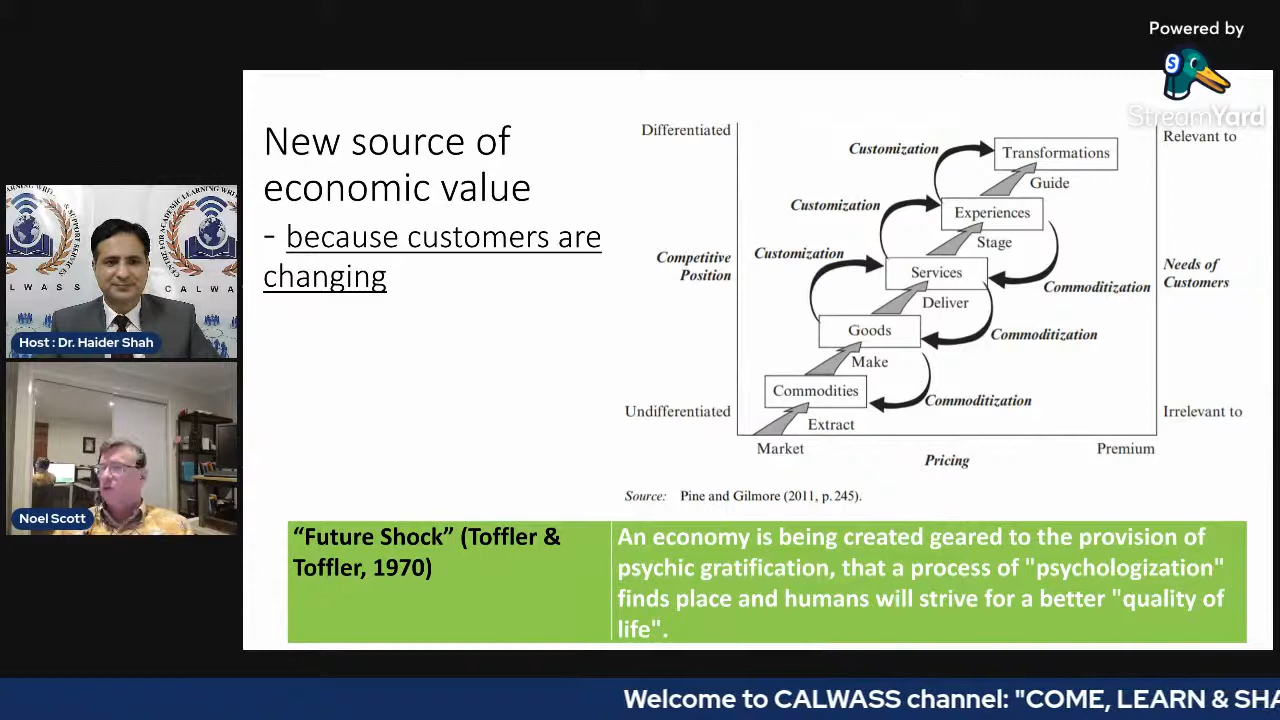 Powered by
StreamYard
New source of
economic value
- because customers are
changing
Differentiated
Competitive
Position
Undifferentiated
Customization
Transformations
Guide
Customization
Experiences
Stage
Customization
Services
Deliver
Commoditization
Goods
Make
Commoditization
Commodities
Extract
Commoditization
Relevant to
Needs of
Customers
Irrelevant to
Market
Premium
Pricing
Source: Pine and Gilmore (2011, p. 245).
“Future Shock” (Toffler &
Toffler, 1970)
An economy is being created geared to the provision of
psychic gratification, that a process of "psychologization"
finds place and humans will strive for a better "quality of
life".
Host : Dr. Haider Shah
Noel Scott
Welcome to CALWASS channel: "COME, LEARN & SHA